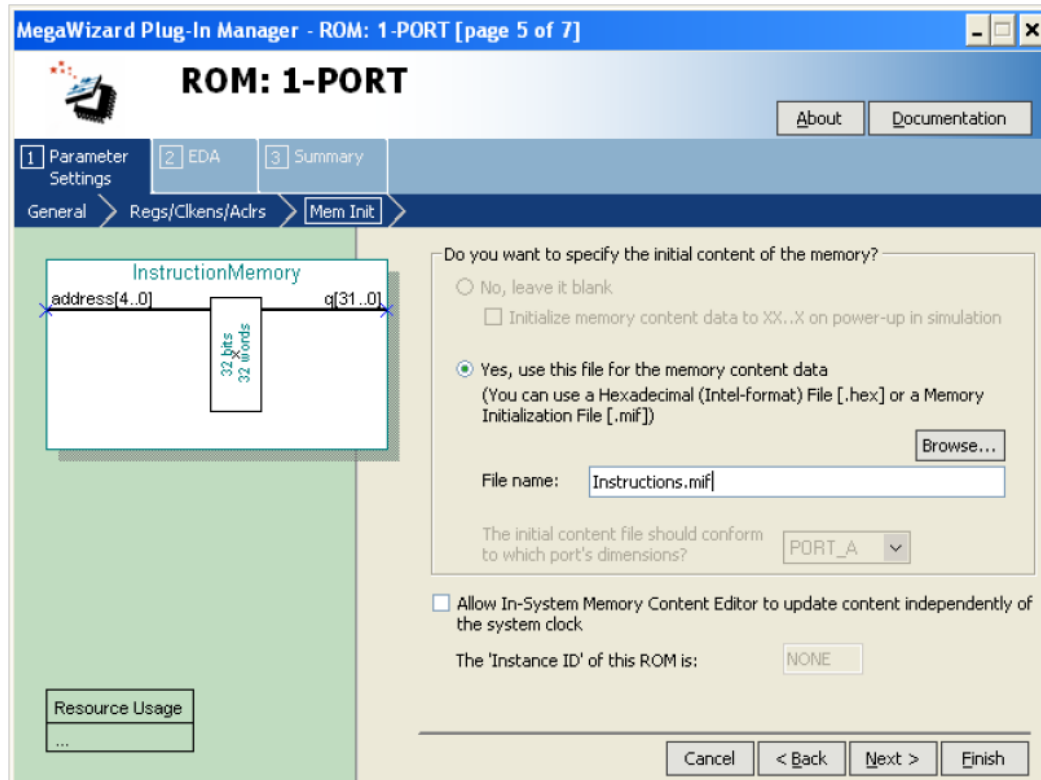 MegaWizard Plug-In Manager - ROM: 1-PORT [page 5 of 7]
ROM: 1-PORT
About
Documentation
1 Parameter Settings
2 EDA
3 Summary
General
Regs/Clkens/Aclrs
Mem Init
InstructionMemory
address[4..0]
q[31..0]
32 bits
32 words
Do you want to specify the initial content of the memory?
No, leave it blank
Initialize memory content data to XX..X on power-up in simulation
Yes, use this file for the memory content data
(You can use a Hexadecimal (Intel-format) File [.hex] or a Memory
Initialization File [.mif])
Browse...
File name:
Instructions.mif
The initial content file should conform
to which port's dimensions?
PORT_A
Allow In-System Memory Content Editor to update content independently of
the system clock
The 'Instance ID' of this ROM is:
NONE
Resource Usage
...
Cancel
< Back
Next >
Finish